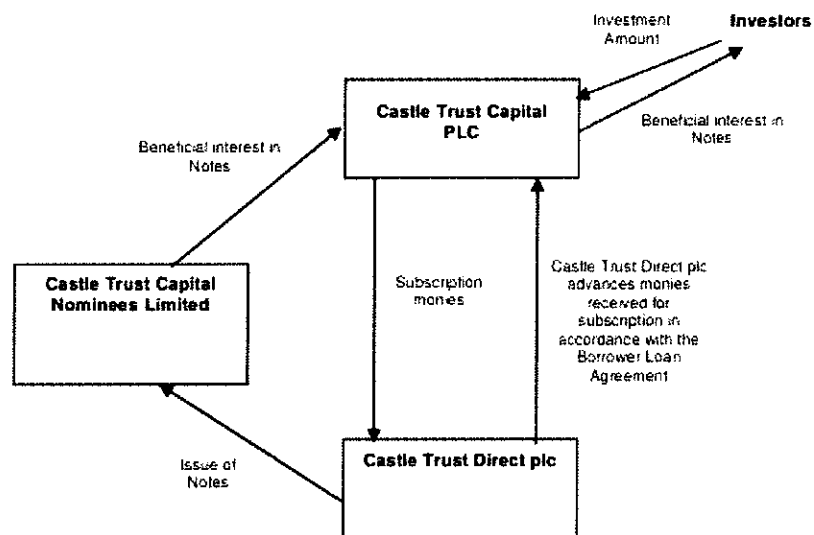 Investment
Amount
Investors
Castle Trust Capital
PLC
Beneficial interest in
Notes
Beneficial interest in
Notes
Castle Trust Capital
Nominees Limited
Subscription
monies
Castle Trust Direct plc
advances monies
received for
subscription in
accordance with the
Borrower Loan
Agreement
Issue of
Notes
Castle Trust Direct plc